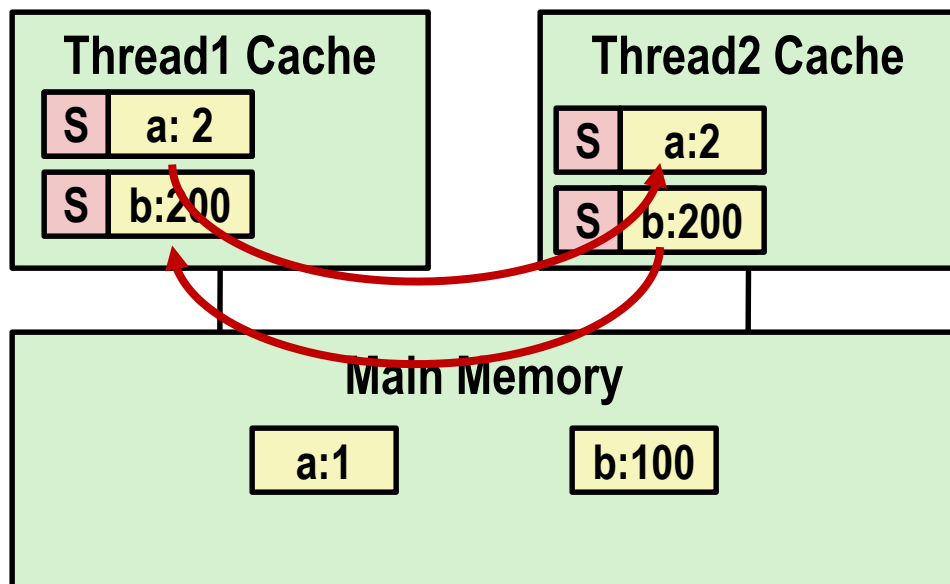 Thread1 Cache
S a: 2
S b:200
Thread2 Cache
S a:2
S b:200
Main Memory
a:1 b:100